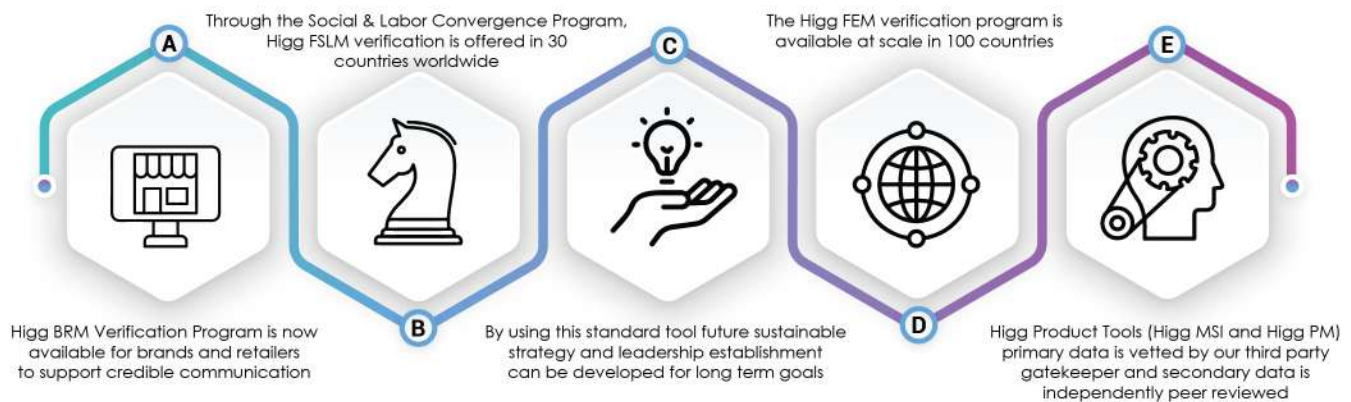 A
Higg BRM Verification Program is now
available for brands and retailers
to support credible communication
Through the Social & Labor Convergence Program,
Higg FSLM verification is offered in 30
countries worldwide
B
C
By using this standard tool future sustainable
strategy and leadership establishment
can be developed for long term goals
The Higg FEM verification program is
available at scale in 100 countries
D
E
Higg Product Tools (Higg MSI and Higg PM)
primary data is vetted by our third party
gatekeeper and secondary data is
independently peer reviewed